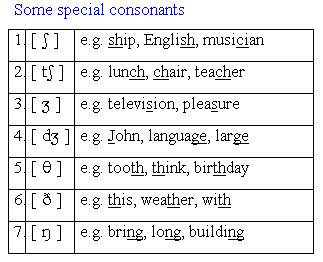 Some special consonants
1. [ ʃ ] e.g. ship, English, musician
2. [ tʃ ] e.g. lunch, chair, teacher
3. [ ʒ ] e.g. television, pleasure
4. [ ʤ ] e.g. John, language, large
5. [ θ ] e.g. tooth, think, birthday
6. [ ð ] e.g. this, weather, with
7. [ ŋ ] e.g. bring, long, building